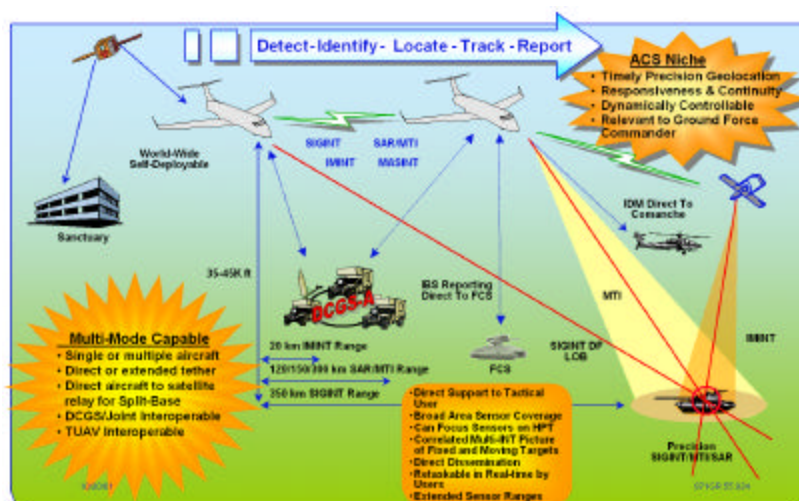 Detect-Identify- Locate - Track - Report
ACS Niche
• Timely Precision Geolocation
• Responsiveness & Continuity
• Dynamically Controllable
• Relevant to Ground Force
Commander
World-Wide
Self-Deployable
SIGINT SAR/MTI
IMINT MASINT
Sanctuary
IDM Direct To
Comanche
35-45K ft
DCGS-A
IBS Reporting
Direct To FCS
MTI
Multi-Mode Capable
• Single or multiple aircraft
• Direct or extended tether
• Direct aircraft to satellite
relay for Split-Base
• DCGS/Joint Interoperable
• TUAV Interoperable
20 km IMINT Range
120/150/300 km SAR/MTI Range
350 km SIGINT Range
FCS
SIGINT DF
LOB
IMINT
• Direct Support to Tactical
User
• Broad Area Sensor Coverage
• Can Focus Sensors on HPT
• Correlated Multi-INT Picture
of Fixed and Moving Targets
• Direct Dissemination
• Retaskable in Real-time by
Users
• Extended Sensor Ranges
Precision
SIGINT/MTI/SAR